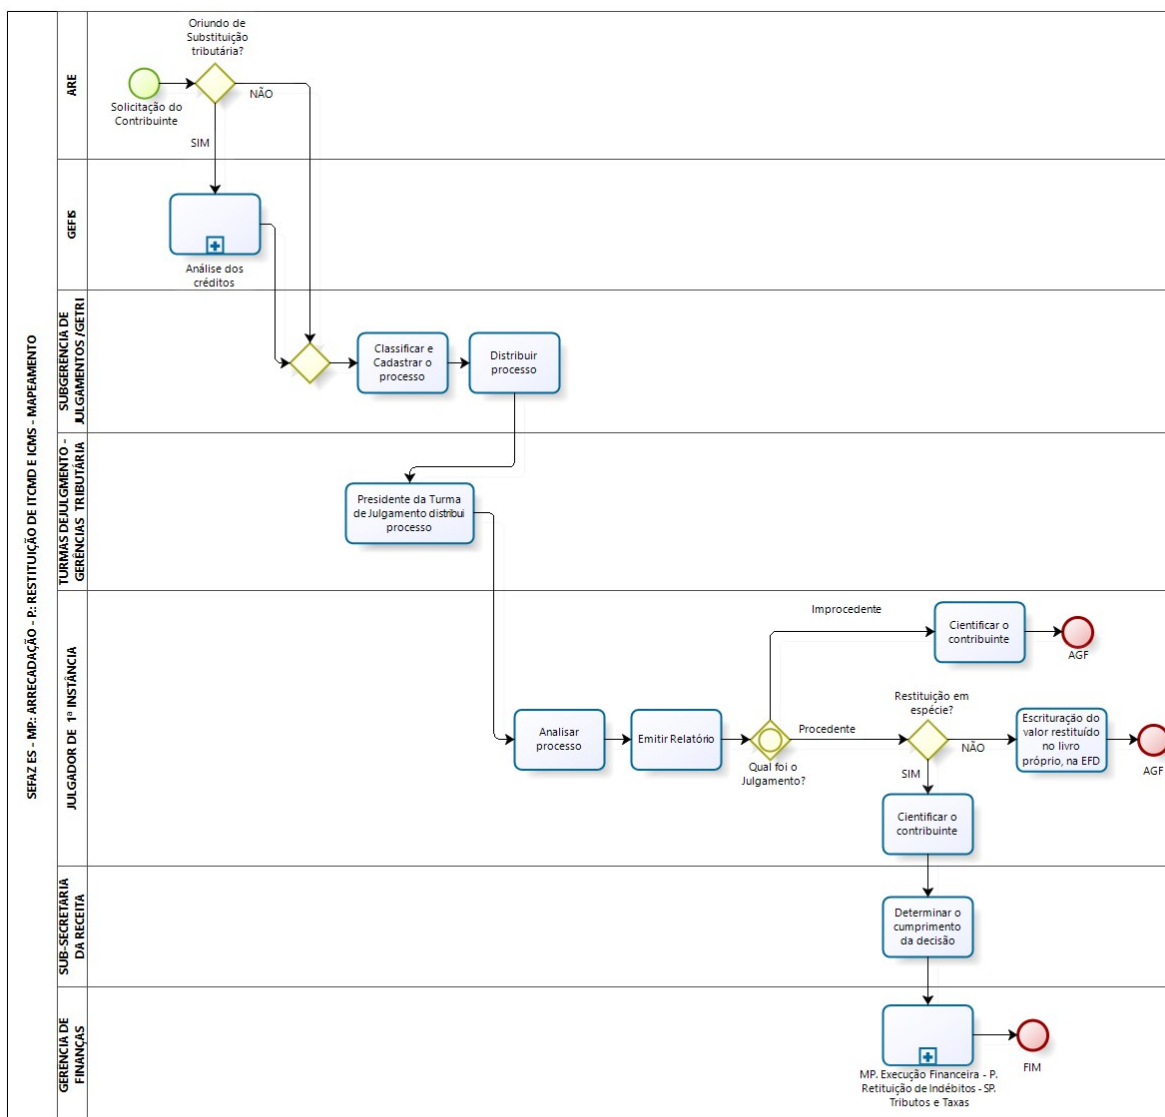 SEFAZ ES - MP.: ARRECADAÇÃO - P.: RESTITUIÇÃO DE ITCMD E ICMS - MAPEAMENTO
ARE
Oriundo de
Substituição
tributária?
Solicitação do
Contribuinte
NÃO
SIM
GEFIS
Análise dos
créditos
SUBGERENCIA DE
JULGAMENTOS /GETRI
Classificar e
Cadastrar o
processo
Distribuir
processo
TURMAS DEJULGMENTO -
GERÊNCIAS TRIBUTÁRIA
Presidente da Turma
de Julgamento distribui
processo
JULGADOR DE 1ª INSTÂNCIA
Analisar
processo
Emitir Relatório
Qual foi o
Julgamento?
Improcedente
Cientificar o
contribuinte
AGF
Procedente
Restituição em
espécie?
NÃO
Escrituração do
valor restituído
no livro
próprio, na EFD
AGF
SIM
Cientificar o
contribuinte
SUB-SECRETARIA
DA RECEITA
Determinar o
cumprimento
da decisão
GERENCIA DE
FINANÇAS
MP. Execução Financeira - P.
Retituição de Indébitos - SP.
Tributos e Taxas
FIM